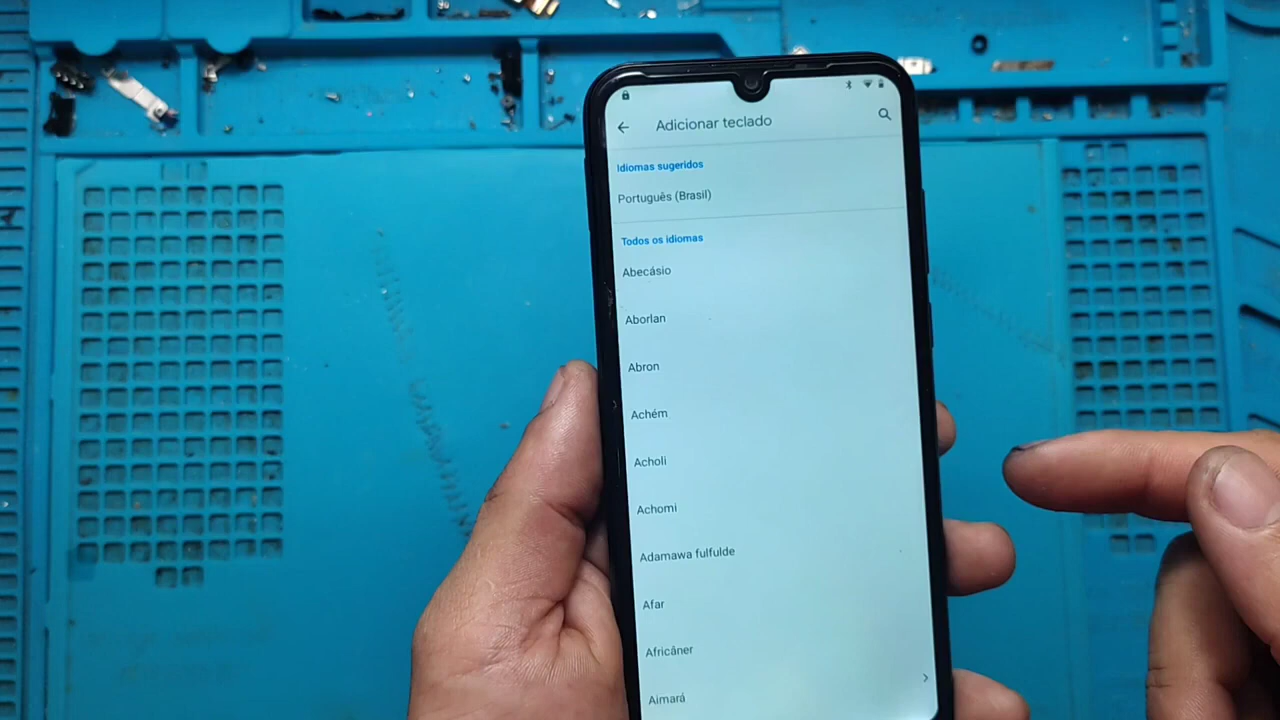 Adicionar teclado
Idiomas sugeridos
Português (Brasil)
Todos os idiomas
Abecásio
Aborlan
Abron
Achém
Acholi
Achomi
Adamawa fulfulde
Afar
Africâner
Aimará